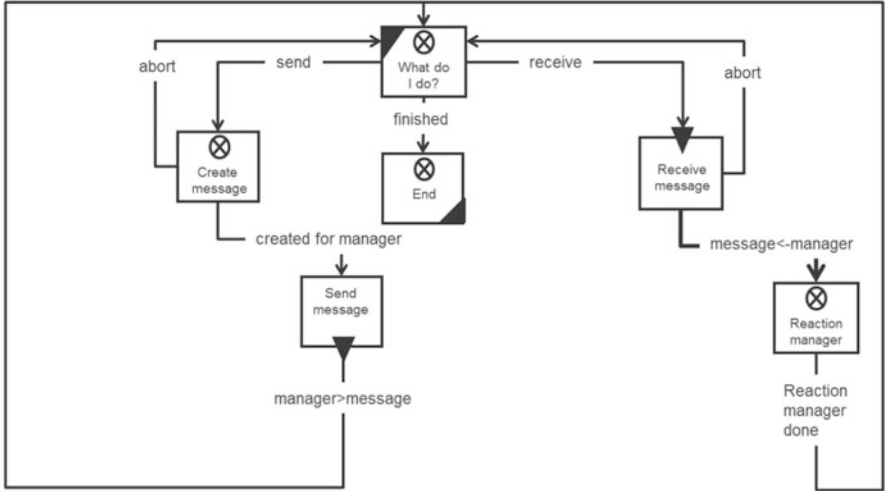 What do
I do?
abort
send
receive
abort
finished
Create
message
End
Receive
message
created for manager
message<-manager
Send
message
Reaction
manager
manager>message
Reaction
manager
done